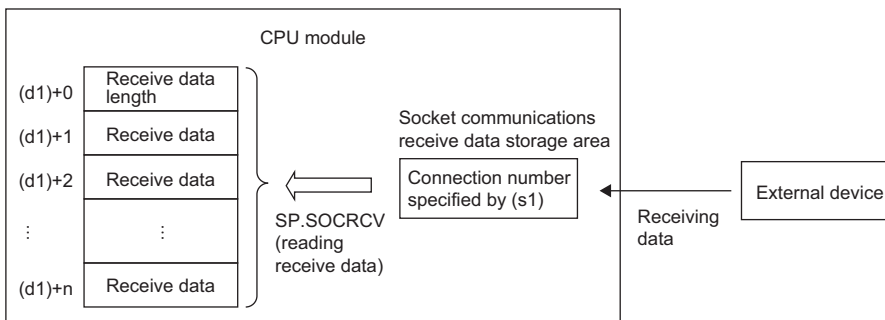 CPU module
(d1)+0
Receive data
length
(d1)+1
Receive data
(d1)+2
Receive data
⋮
⋮
(d1)+n
Receive data
SP.SOCRCV
(reading
receive data)
Socket communications
receive data storage area
Connection number
specified by (s1)
Receiving
data
External device